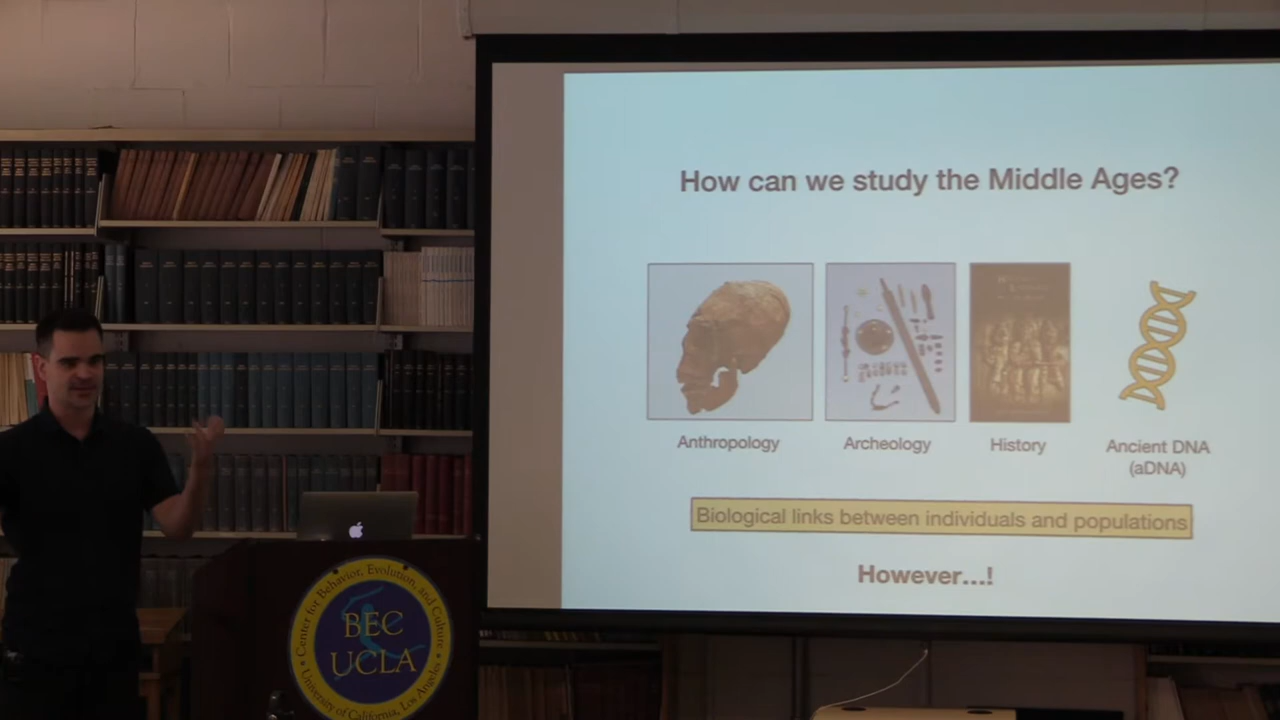 How can we study the Middle Ages?
Anthropology
Archeology
History
Ancient DNA
(aDNA)
Biological links between individuals and populations
However...!
Center for Behavior, Evolution, and Culture
BEC
UCLA
University of California, Los Angeles